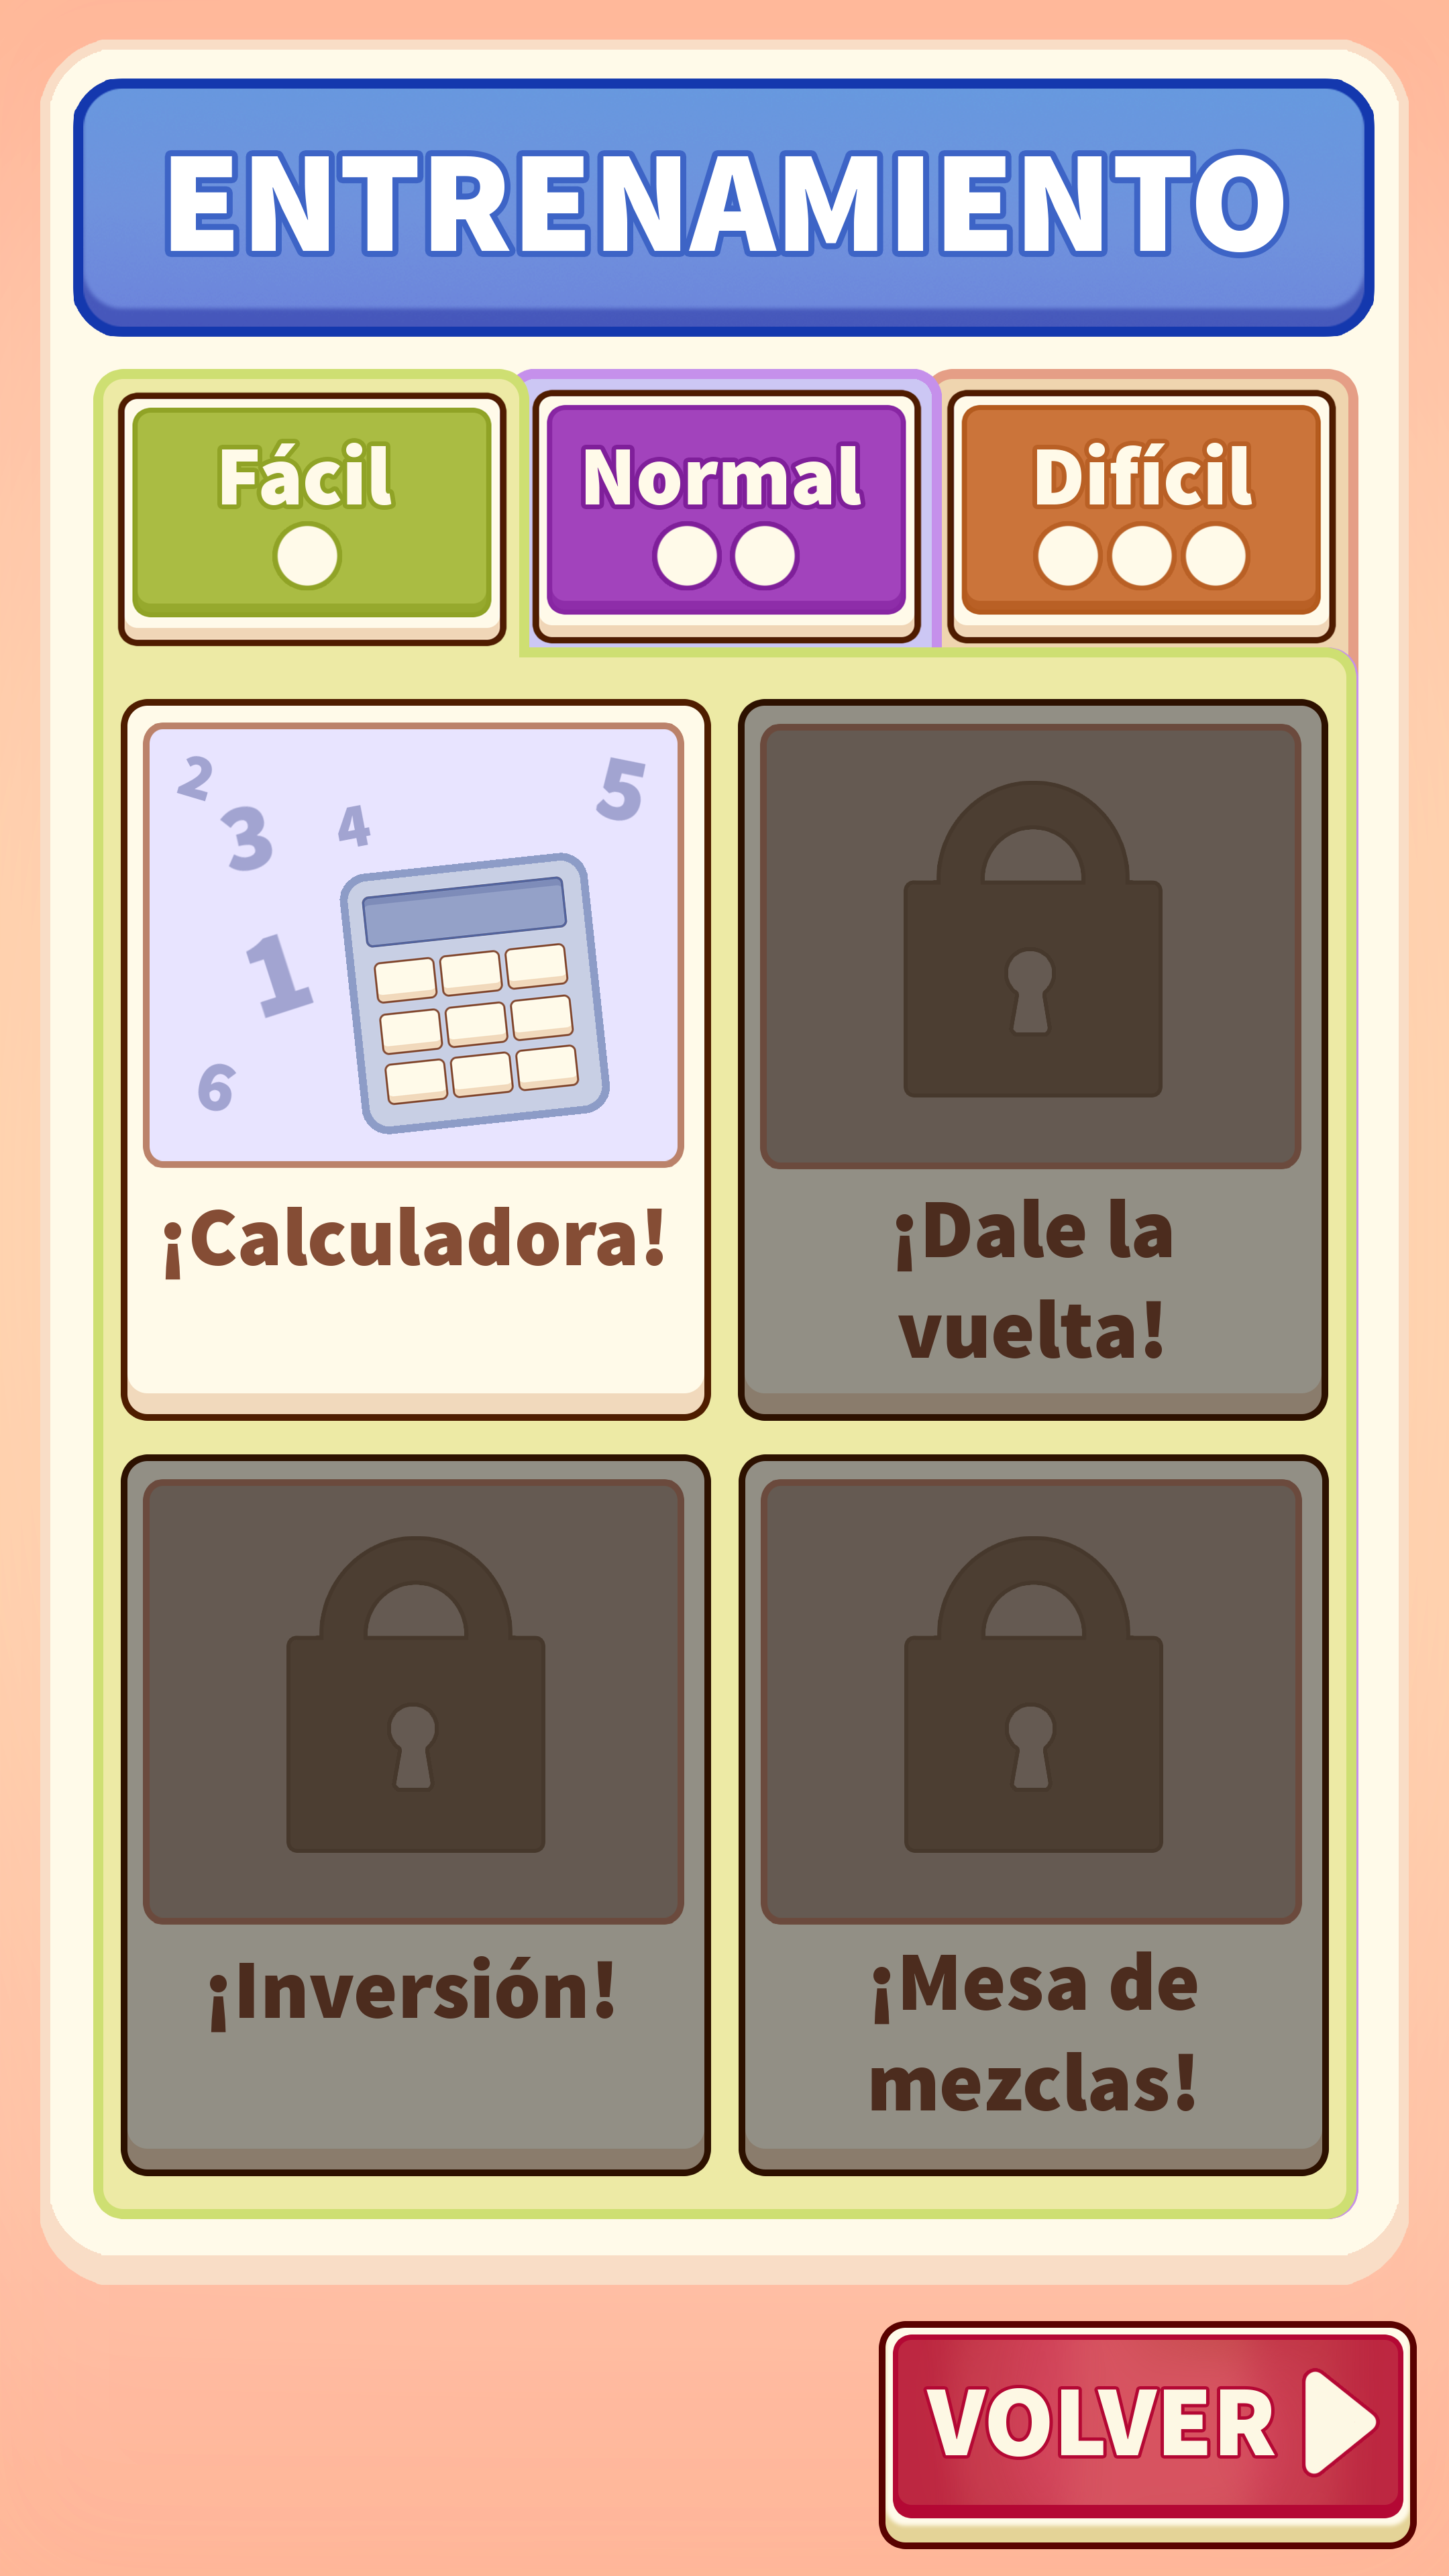 ENTRENAMIENTO
Fácil
Normal
Difícil
2
3
4
5
1
6
¡Calculadora!
¡Dale la
vuelta!
¡Inversión!
¡Mesa de
mezclas!
VOLVER